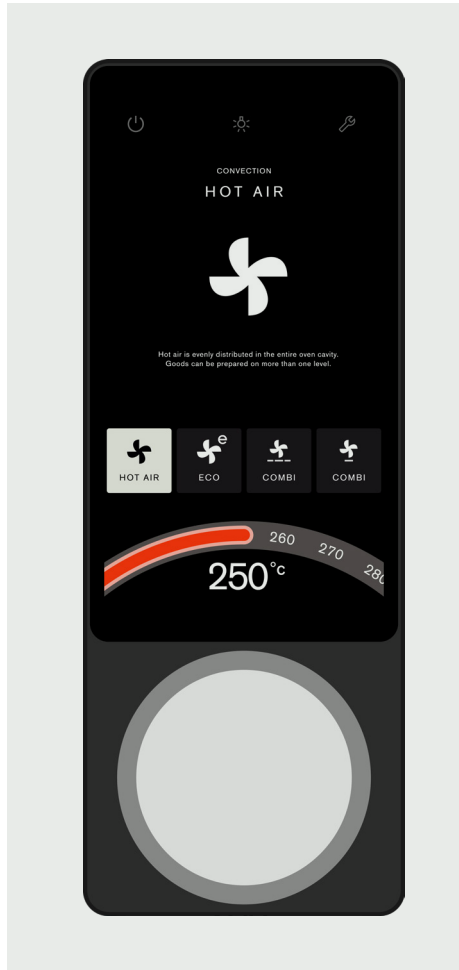 CONVECTION
HOT AIR
Hot air is evenly distributed in the entire oven cavity.
Goods can be prepared on more than one level.
e
HOT AIR
ECO
COMBI
COMBI
260
270
280
250°c